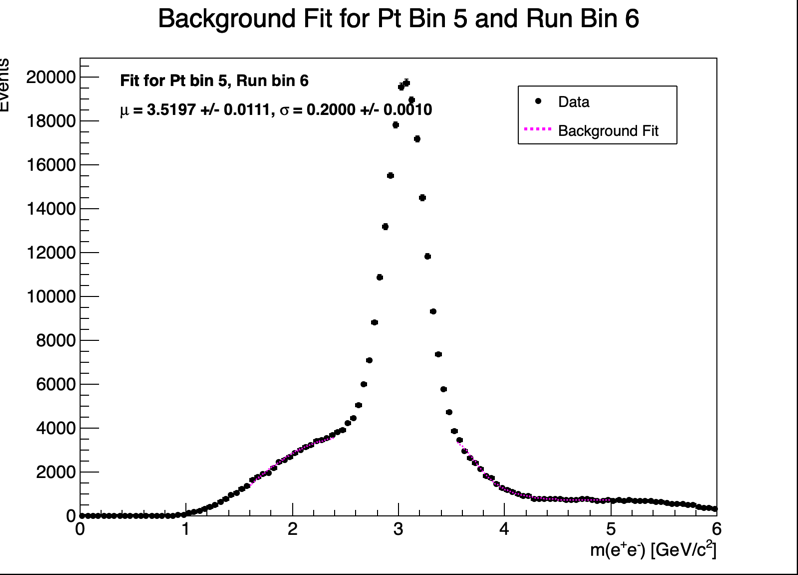 Background Fit for Pt Bin 5 and Run Bin 6
Events
20000
18000
16000
14000
12000
10000
8000
6000
4000
2000
0
Fit for Pt bin 5, Run bin 6
μ = 3.5197 +/- 0.0111, σ = 0.2000 +/- 0.0010
Data
Background Fit
0 1 2 3 4 5 6
m(e⁺e⁻) [GeV/c²]